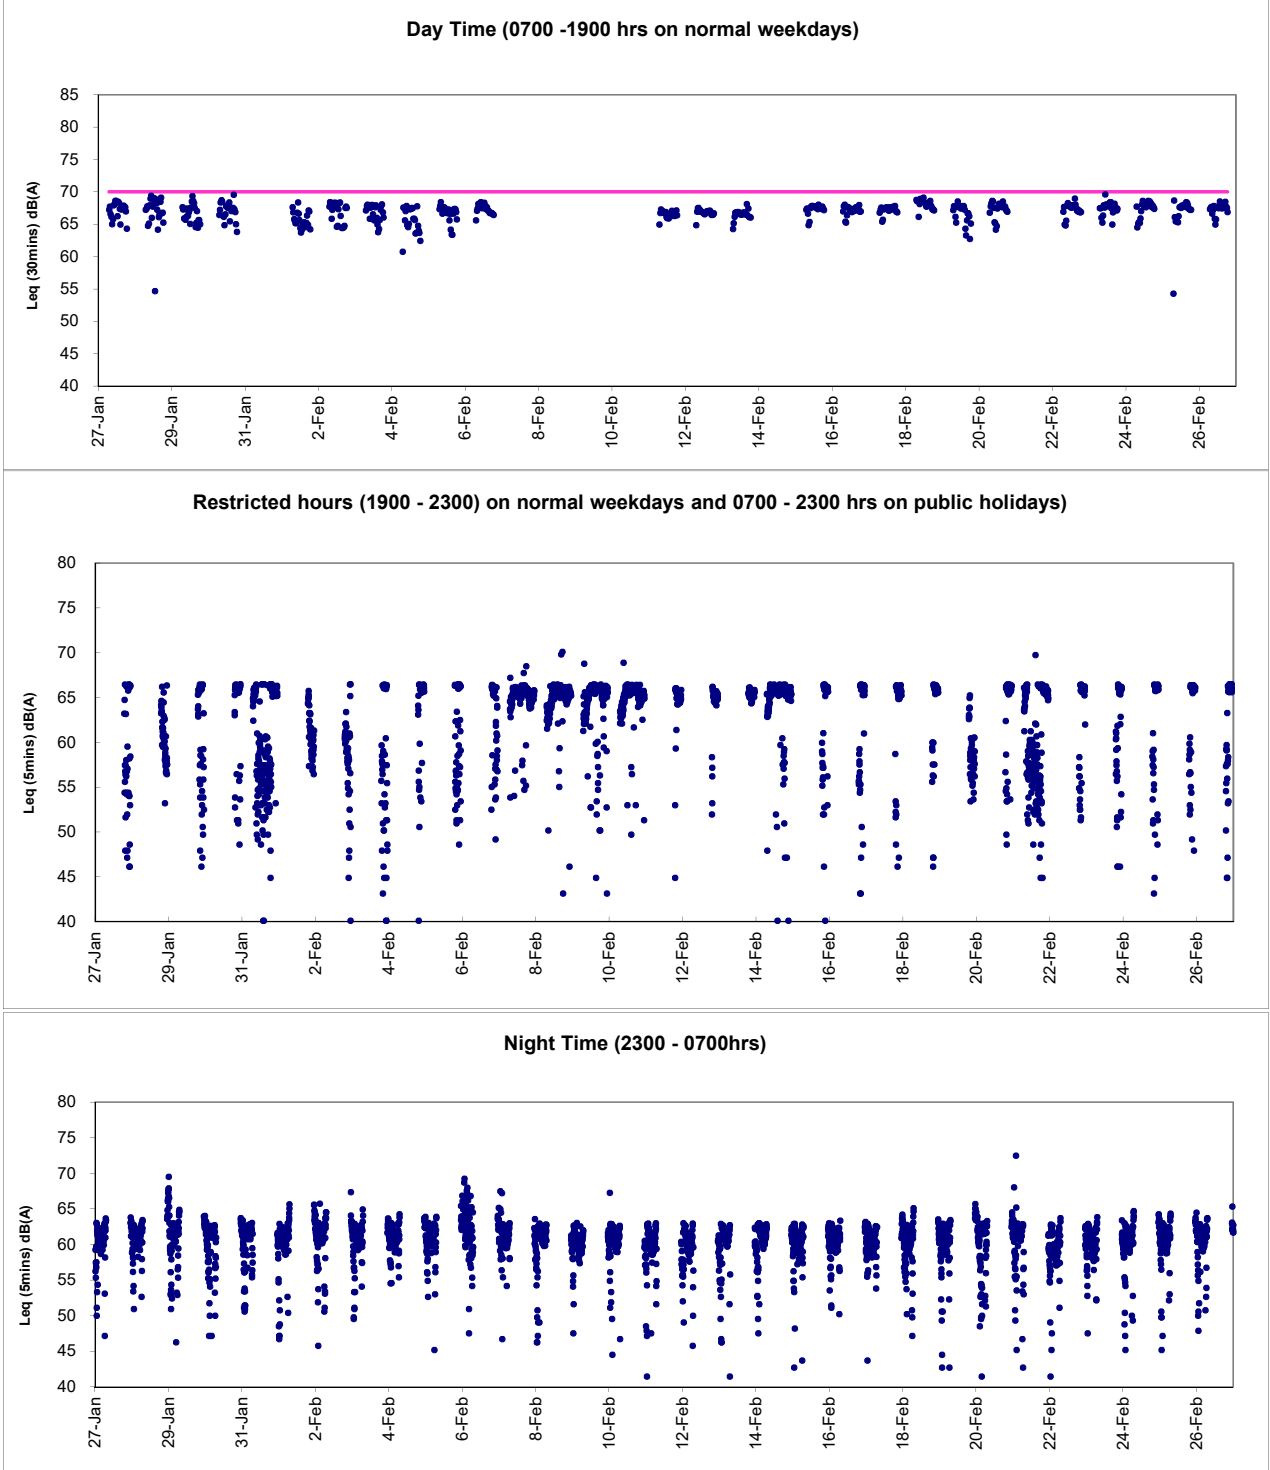 Day Time (0700 -1900 hrs on normal weekdays)
85
80
75
70
65
60
55
50
45
40
Leq (30mins) dB(A)
27-Jan
29-Jan
31-Jan
2-Feb
4-Feb
6-Feb
8-Feb
10-Feb
12-Feb
14-Feb
16-Feb
18-Feb
20-Feb
22-Feb
24-Feb
26-Feb
Restricted hours (1900 - 2300) on normal weekdays and 0700 - 2300 hrs on public holidays)
80
75
70
65
60
55
50
45
40
Leq (5mins) dB(A)
27-Jan
29-Jan
31-Jan
2-Feb
4-Feb
6-Feb
8-Feb
10-Feb
12-Feb
14-Feb
16-Feb
18-Feb
20-Feb
22-Feb
24-Feb
26-Feb
Night Time (2300 - 0700hrs)
80
75
70
65
60
55
50
45
40
Leq (5mins) dB(A)
27-Jan
29-Jan
31-Jan
2-Feb
4-Feb
6-Feb
8-Feb
10-Feb
12-Feb
14-Feb
16-Feb
18-Feb
20-Feb
22-Feb
24-Feb
26-Feb